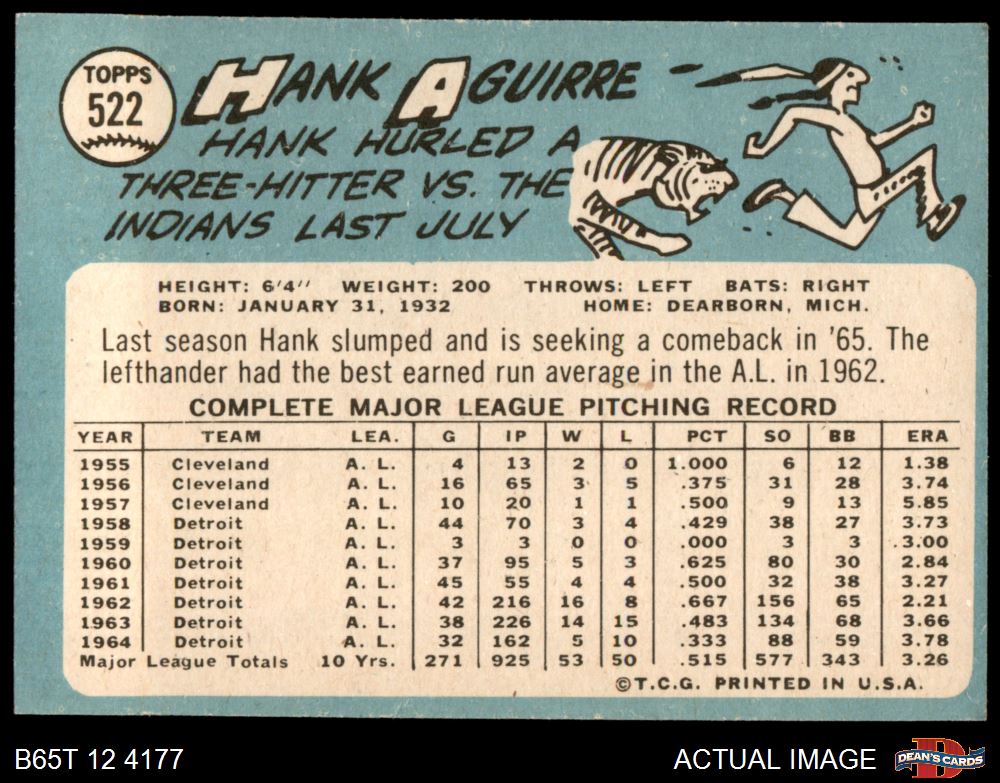 TOPPS
522
HANK AGUIRRE
HANK HURLED A
THREE-HITTER VS. THE
INDIANS LAST JULY
HEIGHT: 6'4" WEIGHT: 200 THROWS: LEFT BATS: RIGHT
BORN: JANUARY 31, 1932 HOME: DEARBORN, MICH.
Last season Hank slumped and is seeking a comeback in '65. The
lefthander had the best earned run average in the A.L. in 1962.
COMPLETE MAJOR LEAGUE PITCHING RECORD
YEAR TEAM LEA. G IP W L PCT SO BB ERA
1955 Cleveland A. L. 4 13 2 0 1.000 6 12 1.38
1956 Cleveland A. L. 16 65 3 5 .375 31 28 3.74
1957 Cleveland A. L. 10 20 1 1 .500 9 13 5.85
1958 Detroit A. L. 44 70 3 4 .429 38 27 3.73
1959 Detroit A. L. 3 3 0 0 .000 3 3 3.00
1960 Detroit A. L. 37 95 5 3 .625 80 30 2.84
1961 Detroit A. L. 45 55 4 4 .500 32 38 3.27
1962 Detroit A. L. 42 216 16 8 .667 156 65 2.21
1963 Detroit A. L. 38 226 14 15 .483 134 68 3.66
1964 Detroit A. L. 32 162 5 10 .333 88 59 3.78
Major League Totals 10 Yrs. 271 925 53 50 .515 577 343 3.26
©T.C.G. PRINTED IN U.S.A.
B65T 12 4177 ACTUAL IMAGE D DEAN'S CARDS